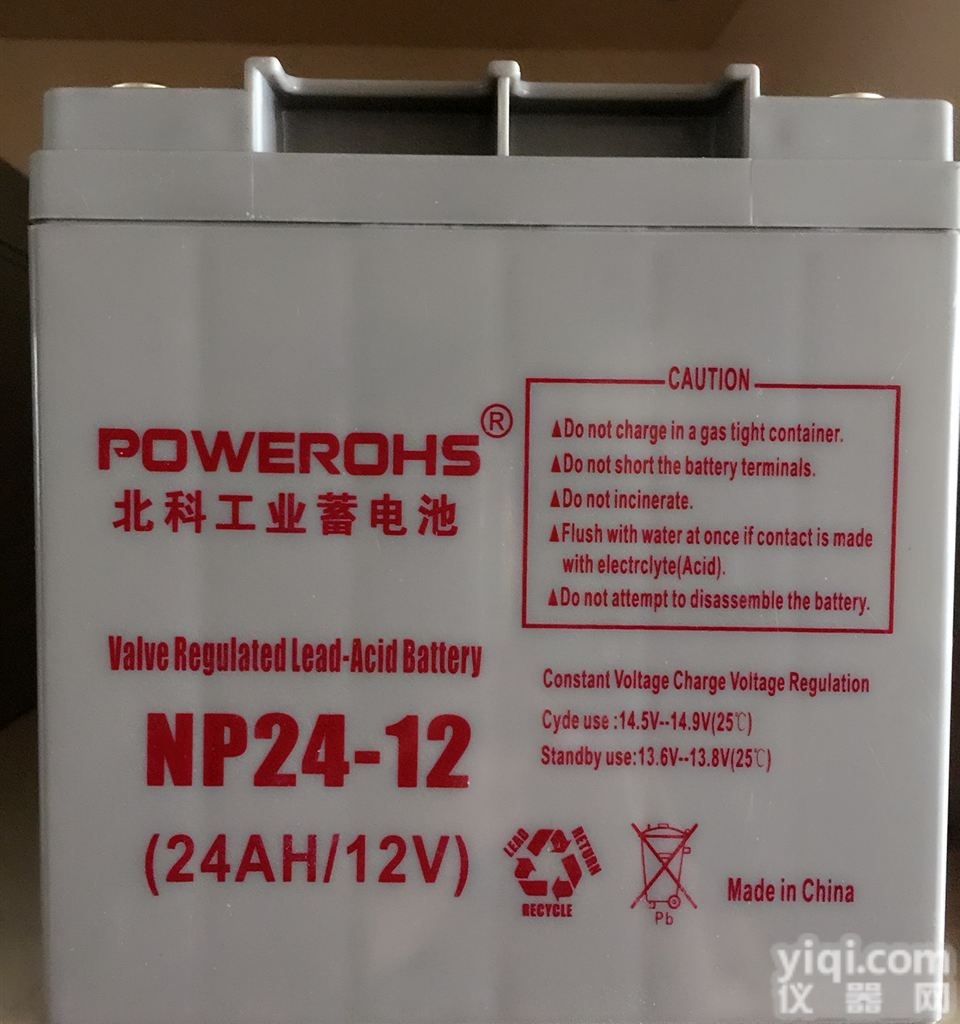 POWEROHS®
北科工业蓄电池
Valve Regulated Lead-Acid Battery
NP24-12
(24AH/12V)
CAUTION
▲Do not charge in a gas tight container.
▲Do not short the battery terminals.
▲Do not incinerate.
▲Flush with water at once if contact is made
with electrclyte(Acid).
▲Do not attempt to disassemble the battery.
Constant Voltage Charge Voltage Regulation
Cyde use :14.5V--14.9V(25℃)
Standby use:13.6V--13.8V(25℃)
LEAD
RETURN
RECYCLE
Pb
Made in China
yiqi.com
仪器网